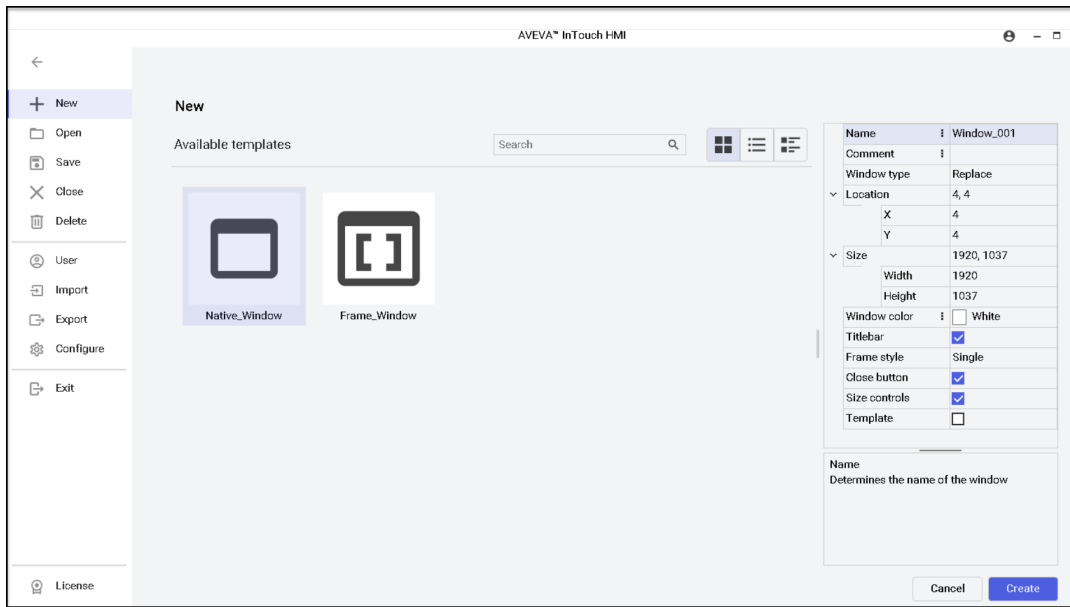 AVEVA™ InTouch HMI
New
Open
Save
Close
Delete
User
Import
Export
Configure
Exit
License
New
Available templates
Search
Native_Window
Frame_Window
Name Window_001
Comment
Window type Replace
Location 4, 4
X 4
Y 4
Size 1920, 1037
Width 1920
Height 1037
Window color White
Titlebar
Frame style Single
Close button
Size controls
Template
Name
Determines the name of the window
Cancel Create